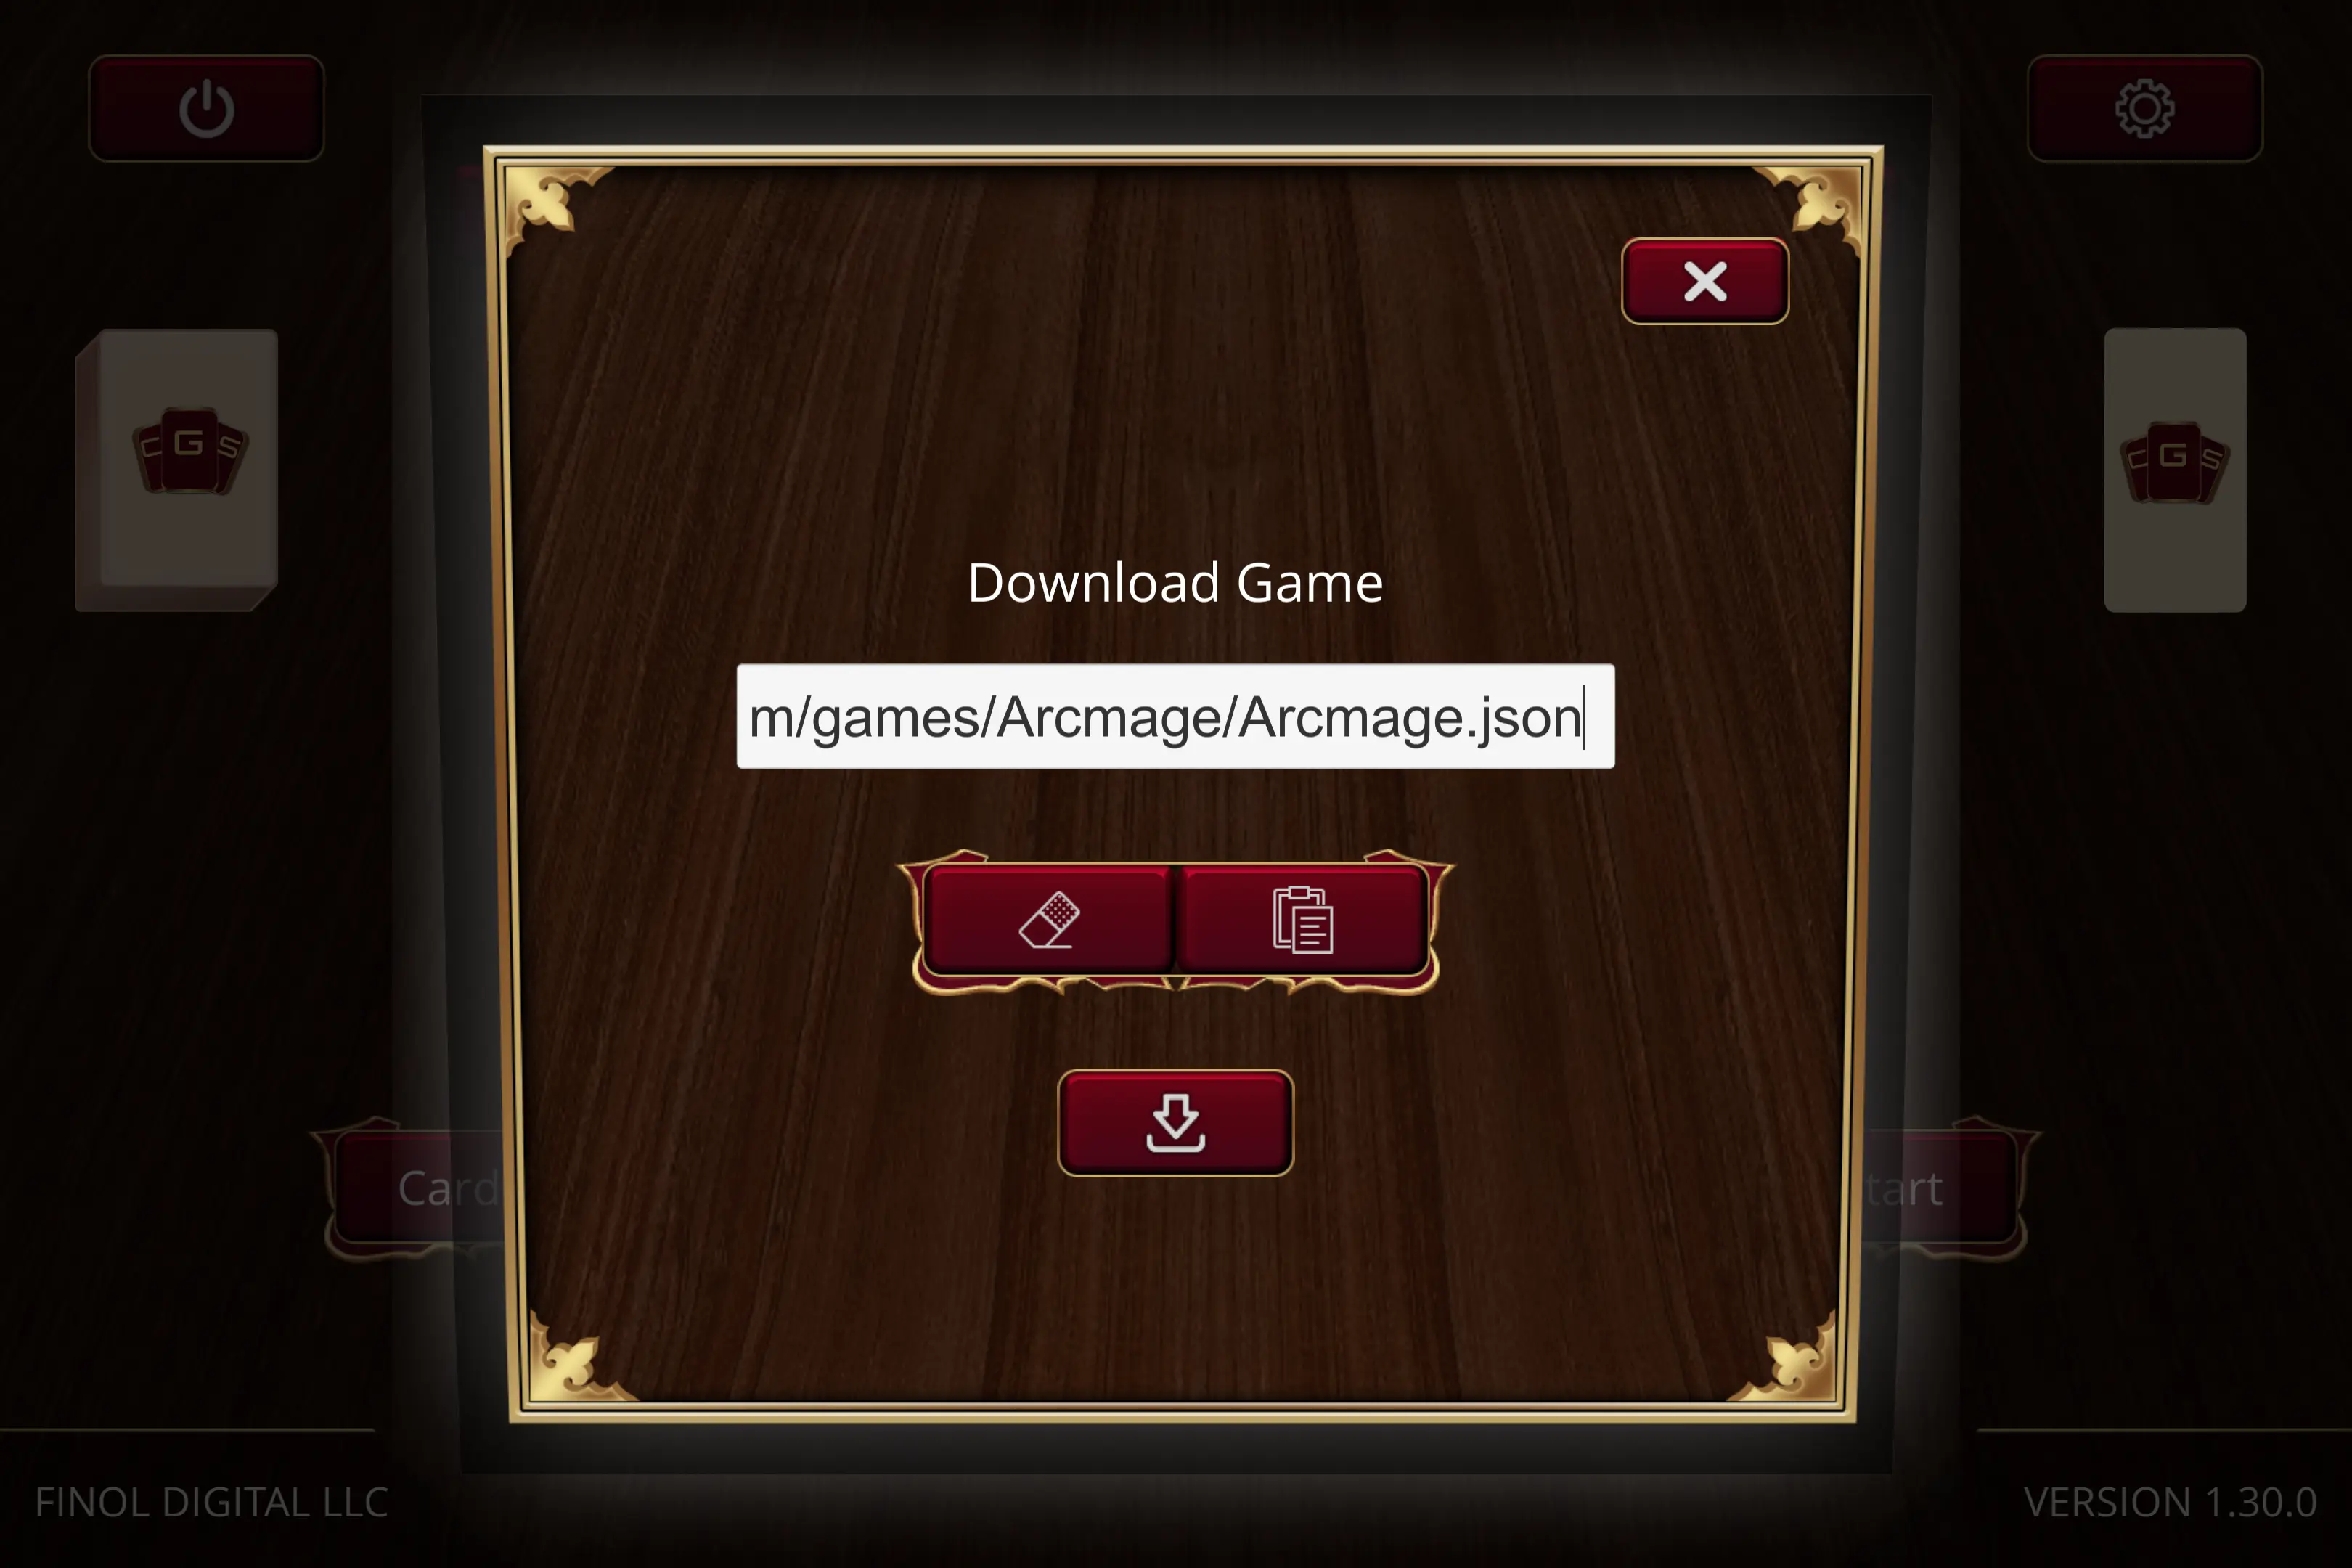 C G S
C G S
Download Game
m/games/Arcmage/Arcmage.json
Card
tart
FINOL DIGITAL LLC
VERSION 1.30.0